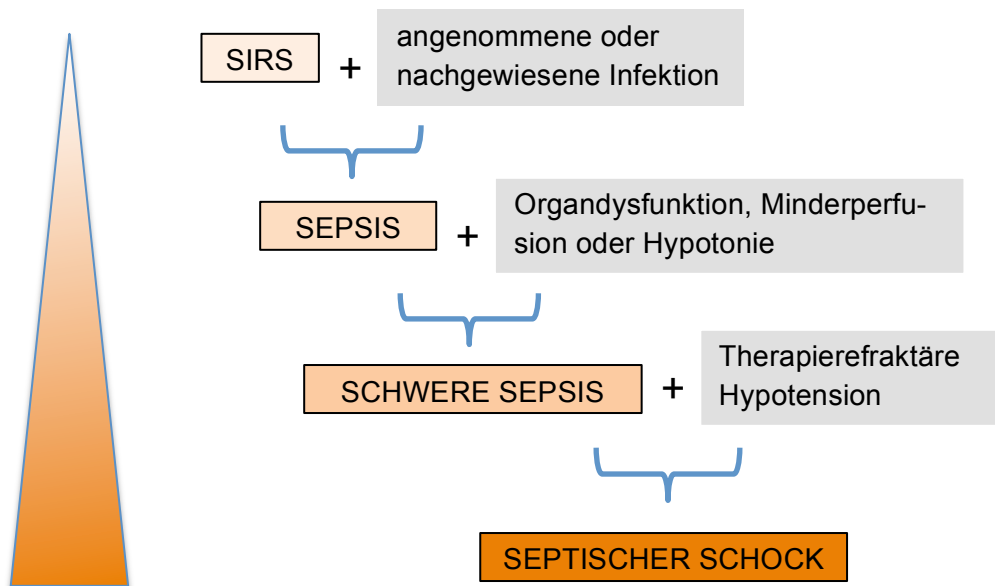 SIRS + angenommene oder
nachgewiesene Infektion
SEPSIS + Organdysfunktion, Minderperfu-
sion oder Hypotonie
SCHWERE SEPSIS + Therapierefraktäre
Hypotension
SEPTISCHER SCHOCK